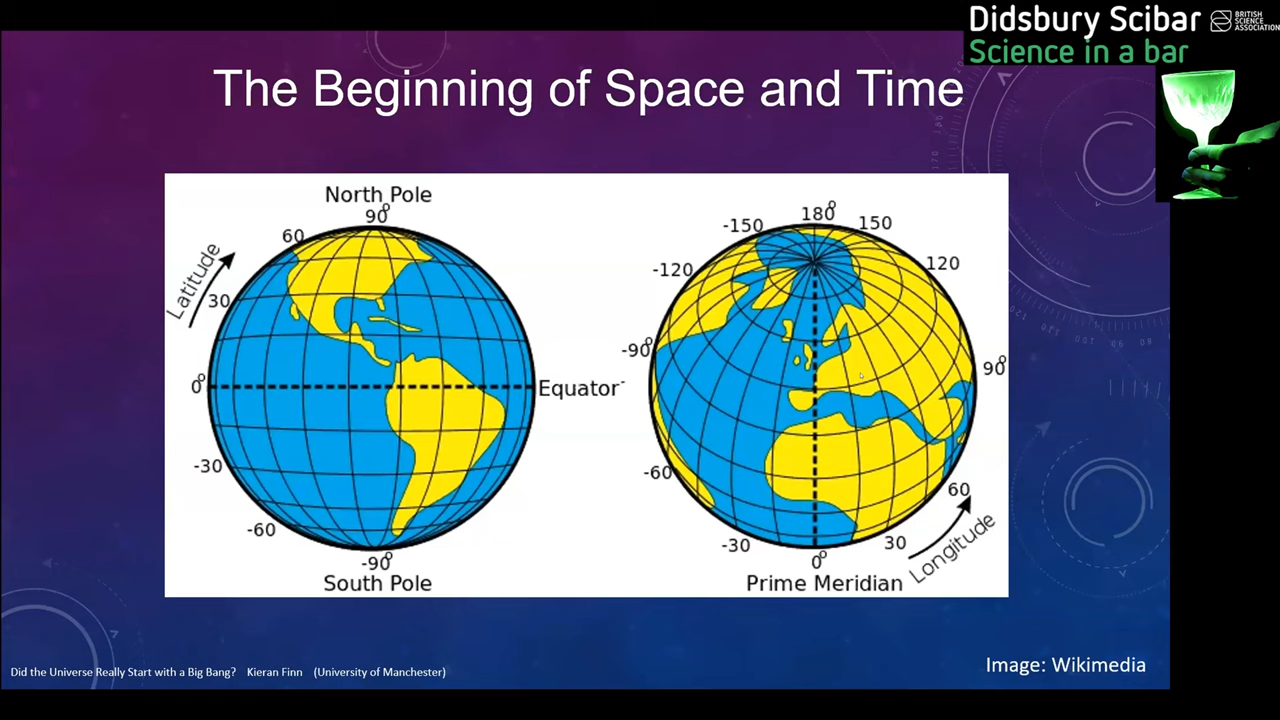 Didsbury Scibar
BRITISH
SCIENCE
ASSOCIATION
Science in a bar
The Beginning of Space and Time
North Pole
90°
60
Latitude
30
0°
Equator
-30
-60
-90°
South Pole
180°
-150
150
-120
120
-90°
90°
-60
60
-30
30
0°
Longitude
Prime Meridian
Image: Wikimedia
Did the Universe Really Start with a Big Bang? Kieran Finn (University of Manchester)